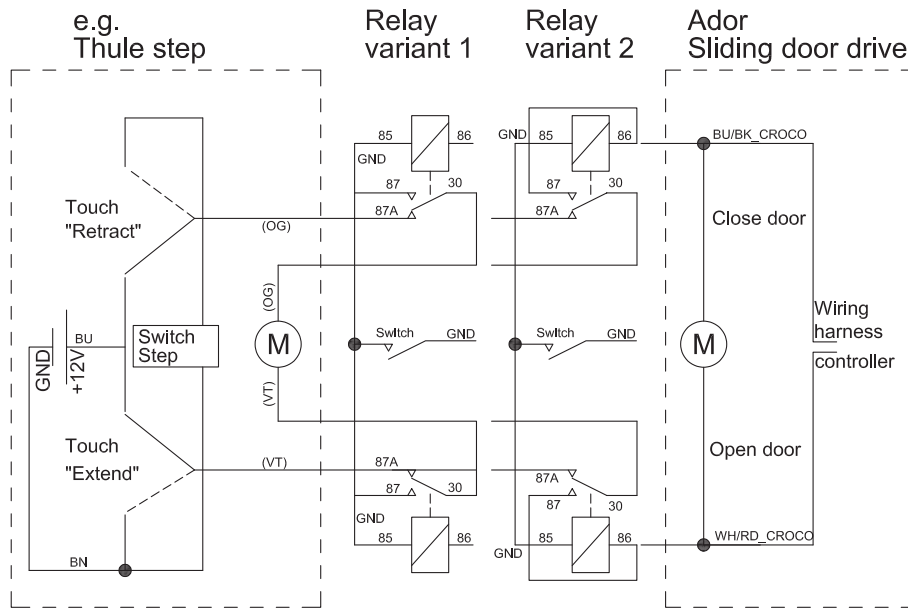 e.g.
Thule step
Relay
variant 1
Relay
variant 2
Ador
Sliding door drive
85
86
GND
GND
85
86
BU/BK_CROCO
87
30
87A
87
30
87A
Touch
"Retract"
(OG)
Close door
(OG)
GND
+12V
BU
Switch
Step
M
Switch
GND
Switch
GND
M
Wiring
harness
controller
(VT)
Touch
"Extend"
(VT)
Open door
87A
87
30
87A
87
30
GND
85
86
GND
85
86
WH/RD_CROCO
BN